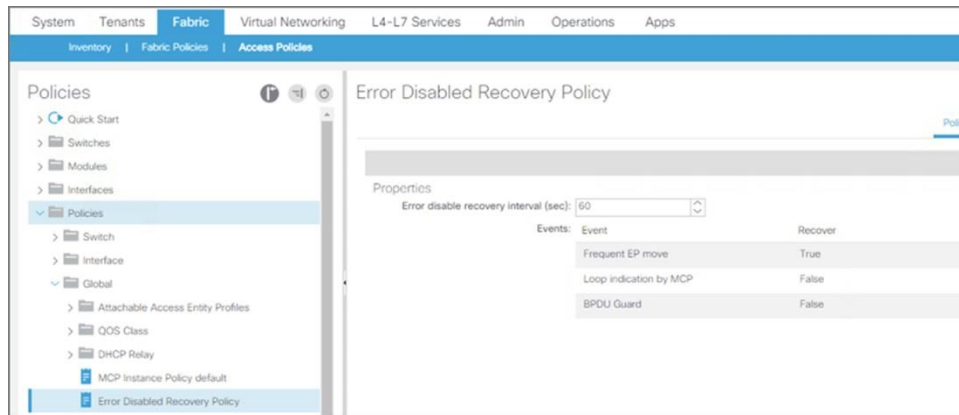 System Tenants Fabric Virtual Networking L4-L7 Services Admin Operations Apps
Inventory | Fabric Policies | Access Policies
Policies
Quick Start
Switches
Modules
Interfaces
Policies
Switch
Interface
Global
Attachable Access Entity Profiles
QOS Class
DHCP Relay
MCP Instance Policy default
Error Disabled Recovery Policy
Error Disabled Recovery Policy
Properties
Error disable recovery interval (sec): 60
Events: Event Recover
Frequent EP move True
Loop indication by MCP False
BPDU Guard False